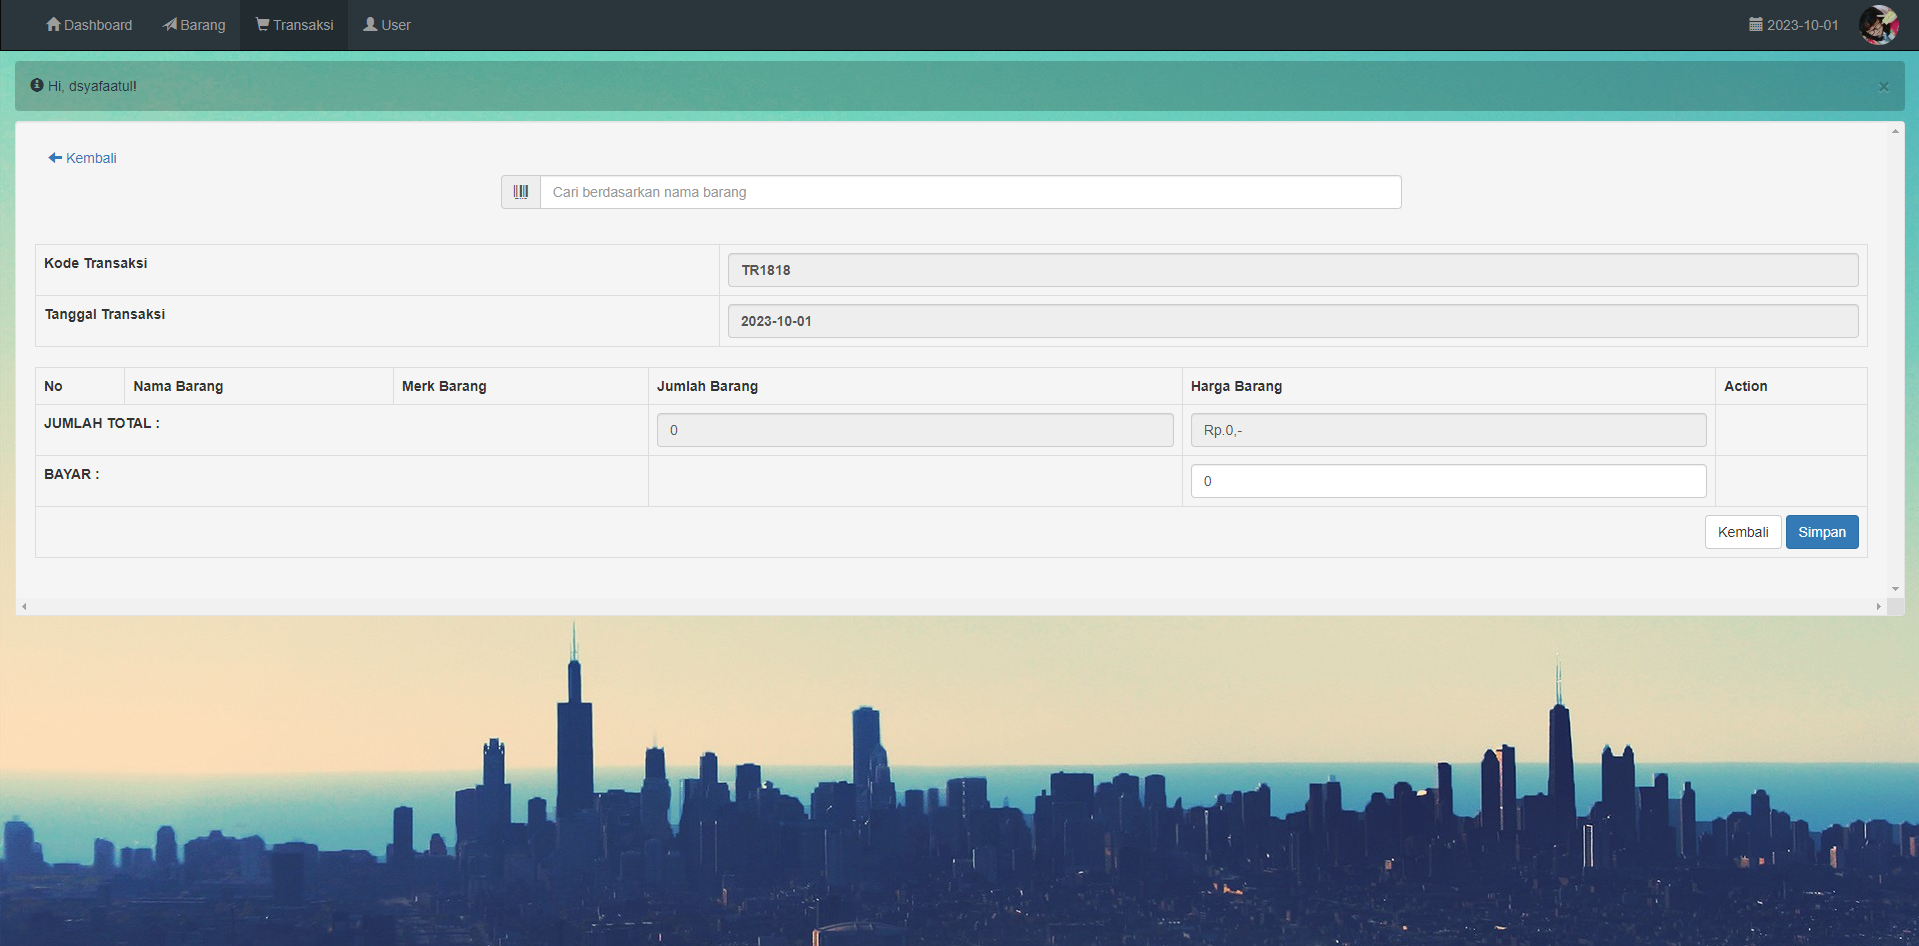 Dashboard Barang Transaksi User 2023-10-01
Hi, dsyafaatul! ×
Kembali
Cari berdasarkan nama barang
Kode Transaksi TR1818
Tanggal Transaksi 2023-10-01
No Nama Barang Merk Barang Jumlah Barang Harga Barang Action
JUMLAH TOTAL : 0 Rp.0,-
BAYAR : 0
Kembali Simpan